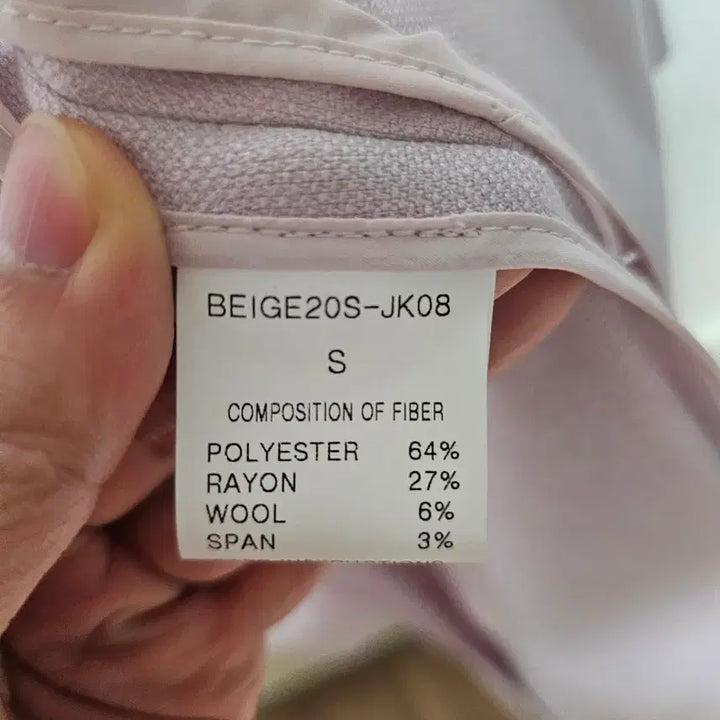 BEIGE20S-JK08
S
COMPOSITION OF FIBER
POLYESTER 64%
RAYON 27%
WOOL 6%
SPAN 3%